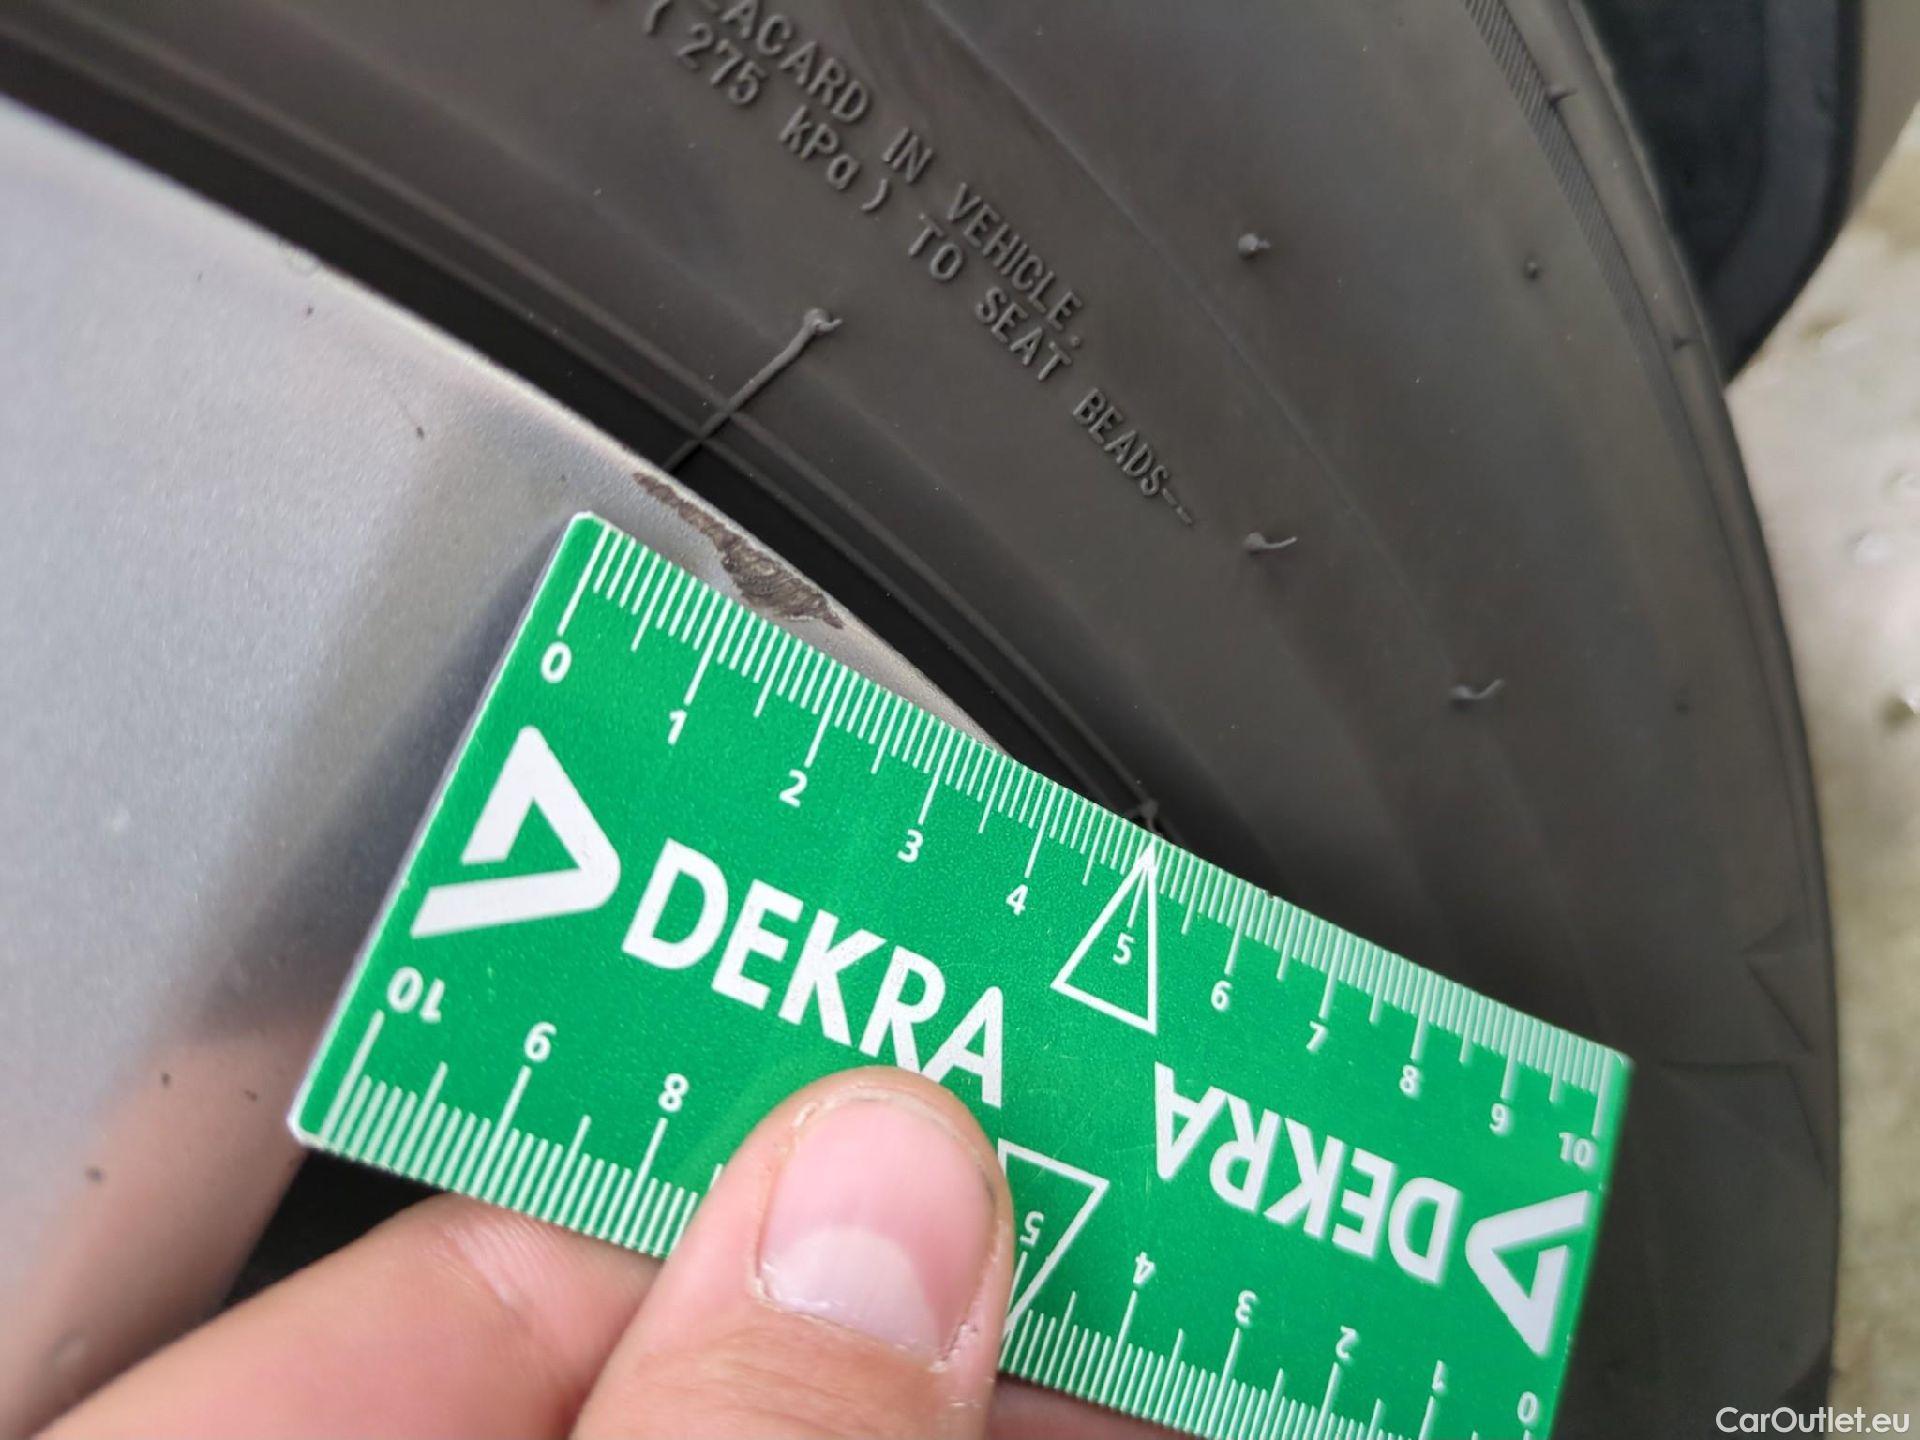 LACARD IN VEHICLE.
( 275 kPa ) TO SEAT BEADS--
0 1 2 3 4 5 6 7 8 9 10
DEKRA
DEKRA
10 9 8 5 4 3 2 1 0
CarOutlet.eu